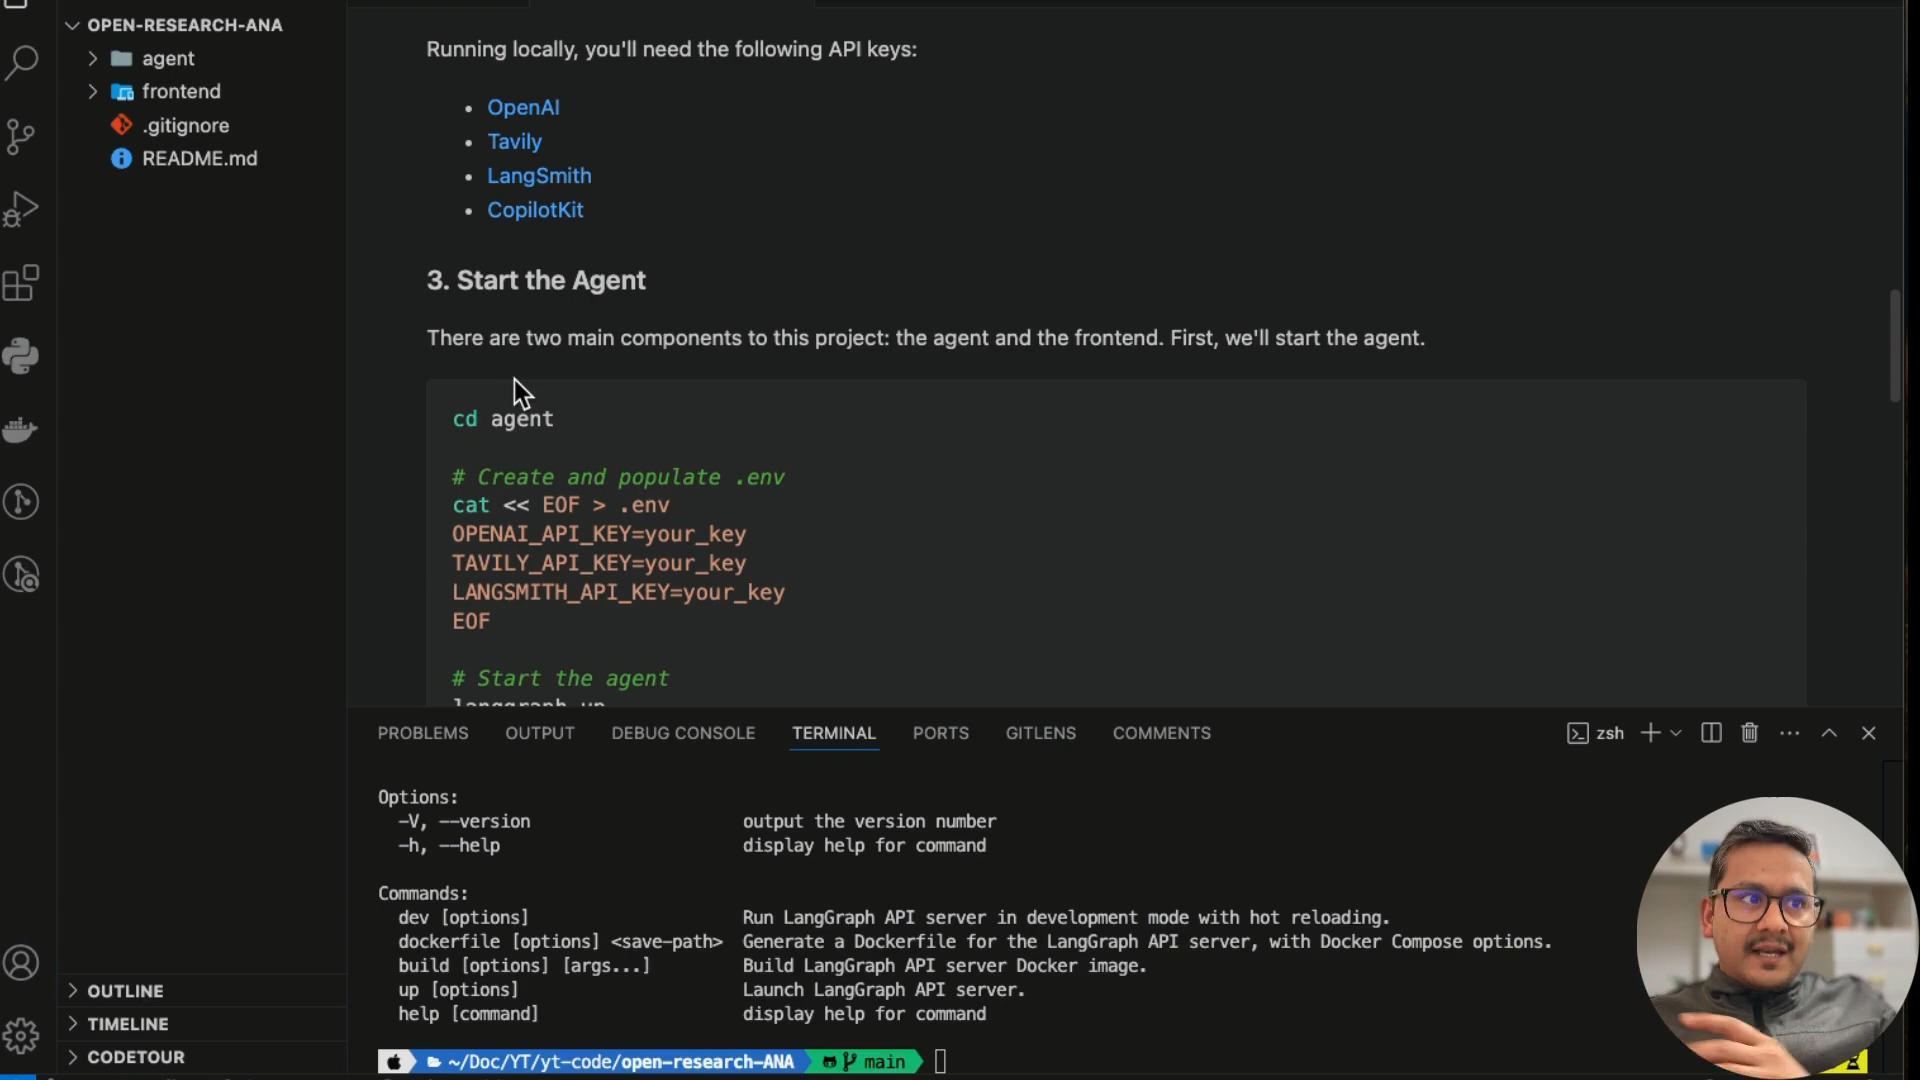 OPEN-RESEARCH-ANA
agent
frontend
.gitignore
README.md
OUTLINE
TIMELINE
CODETOUR
Running locally, you'll need the following API keys:
• OpenAI
• Tavily
• LangSmith
• CopilotKit
3. Start the Agent
There are two main components to this project: the agent and the frontend. First, we'll start the agent.
cd agent
# Create and populate .env
cat << EOF > .env
OPENAI_API_KEY=your_key
TAVILY_API_KEY=your_key
LANGSMITH_API_KEY=your_key
EOF
# Start the agent
langgraph up
PROBLEMS OUTPUT DEBUG CONSOLE TERMINAL PORTS GITLENS COMMENTS zsh
Options:
-V, --version output the version number
-h, --help display help for command
Commands:
dev [options] Run LangGraph API server in development mode with hot reloading.
dockerfile [options] <save-path> Generate a Dockerfile for the LangGraph API server, with Docker Compose options.
build [options] [args...] Build LangGraph API server Docker image.
up [options] Launch LangGraph API server.
help [command] display help for command
~/Doc/YT/yt-code/open-research-ANA main